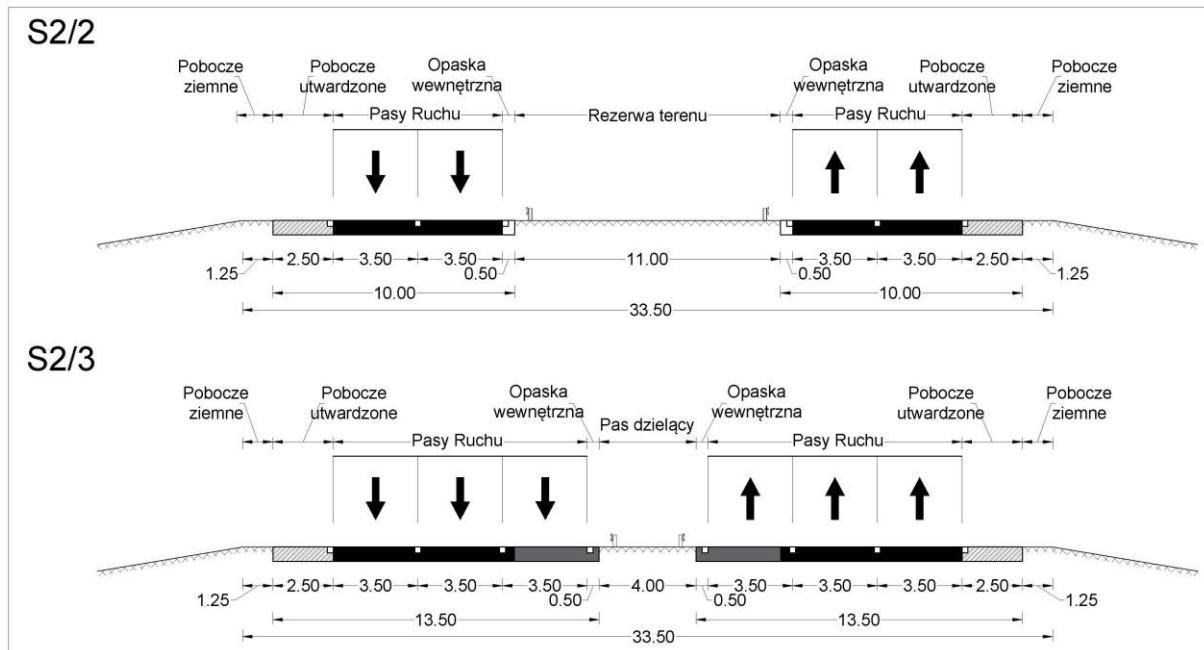 S2/2
Pobocze
ziemne
Pobocze
utwardzone
Opaska
wewnętrzna
Opaska
wewnętrzna
Pobocze
utwardzone
Pobocze
ziemne
Pasy Ruchu
Rezerwa terenu
Pasy Ruchu
1.25
2.50
3.50
3.50
0.50
11.00
0.50
3.50
3.50
2.50
1.25
10.00
10.00
33.50
S2/3
Pobocze
ziemne
Pobocze
utwardzone
Opaska
wewnętrzna
Opaska
wewnętrzna
Pobocze
utwardzone
Pobocze
ziemne
Pasy Ruchu
Pas dzielący
Pasy Ruchu
1.25
2.50
3.50
3.50
3.50
0.50
4.00
0.50
3.50
3.50
3.50
2.50
1.25
13.50
13.50
33.50